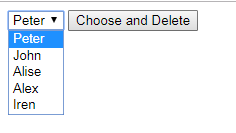 Peter Choose and Delete
Peter
John
Alise
Alex
Iren